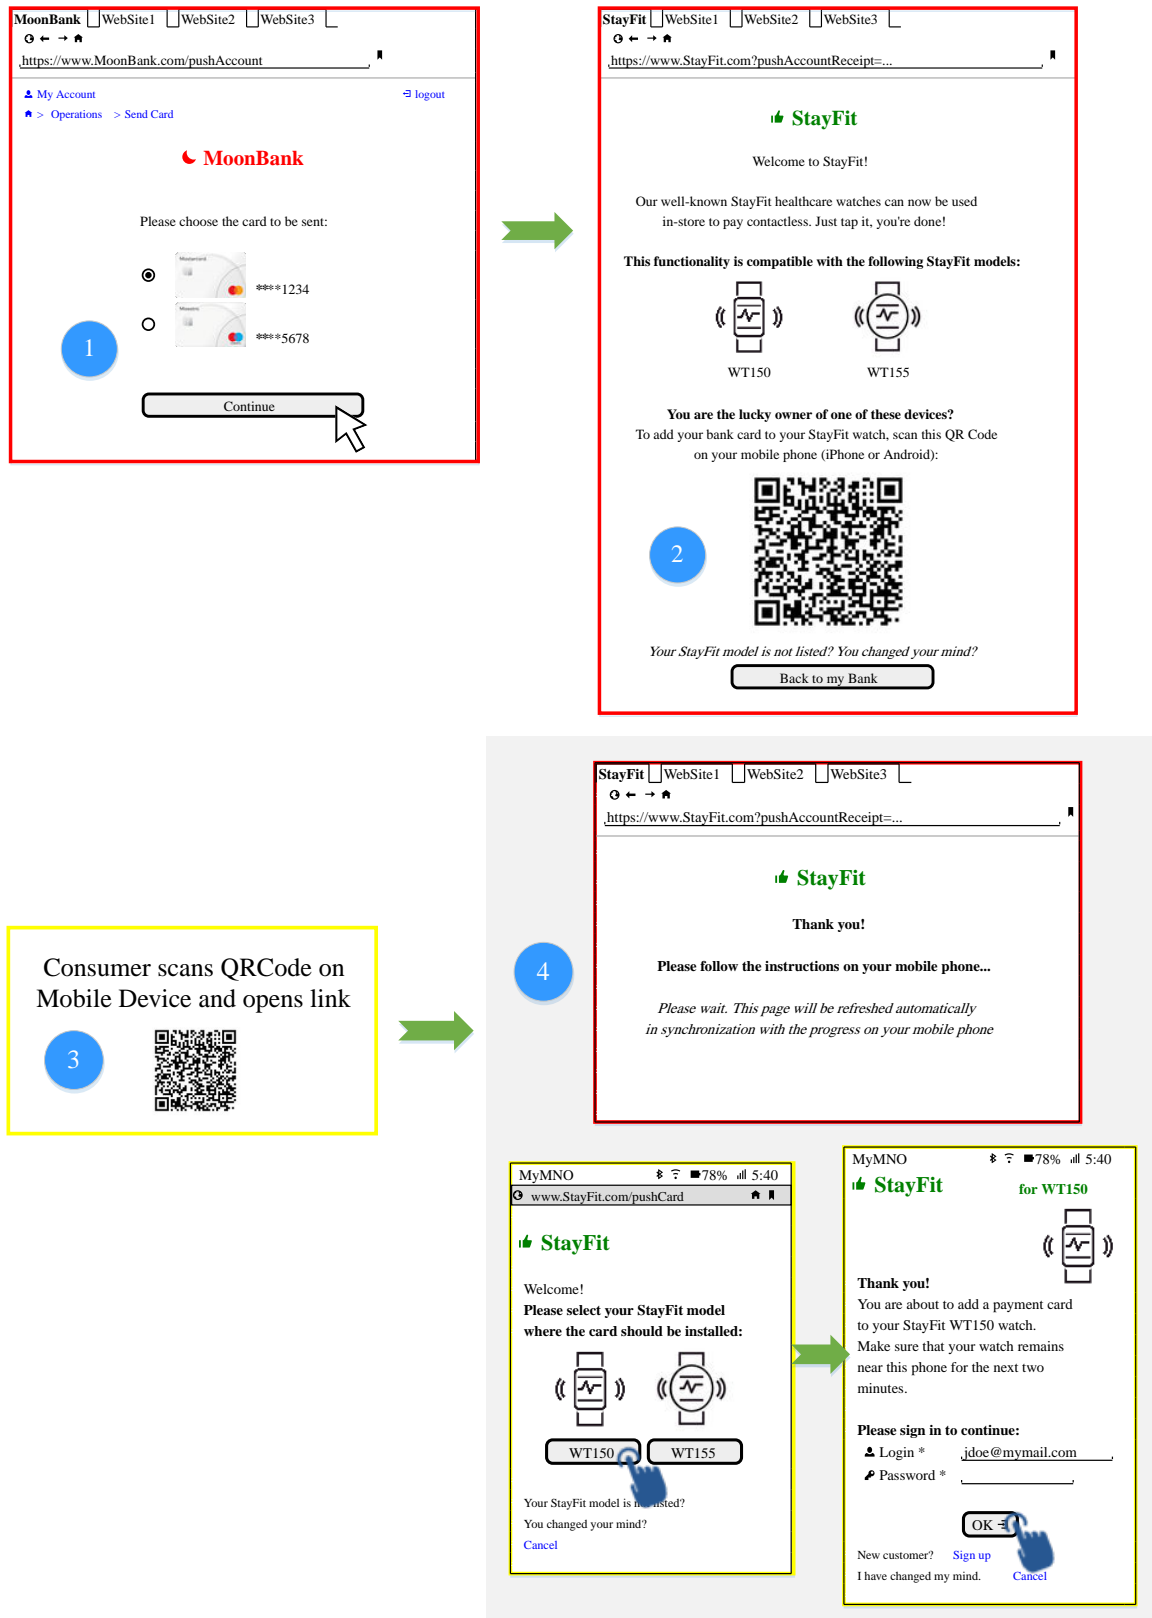 MoonBank WebSite1 WebSite2 WebSite3
https://www.MoonBank.com/pushAccount
My Account logout
> Operations > Send Card
MoonBank
Please choose the card to be sent:
Mastercard
****1234
Maestro
****5678
1
Continue
StayFit WebSite1 WebSite2 WebSite3
https://www.StayFit.com?pushAccountReceipt=...
StayFit
Welcome to StayFit!
Our well-known StayFit healthcare watches can now be used
in-store to pay contactless. Just tap it, you're done!
This functionality is compatible with the following StayFit models:
WT150 WT155
You are the lucky owner of one of these devices?
To add your bank card to your StayFit watch, scan this QR Code
on your mobile phone (iPhone or Android):
2
Your StayFit model is not listed? You changed your mind?
Back to my Bank
Consumer scans QRCode on
Mobile Device and opens link
3
StayFit WebSite1 WebSite2 WebSite3
https://www.StayFit.com?pushAccountReceipt=...
StayFit
Thank you!
4
Please follow the instructions on your mobile phone...
Please wait. This page will be refreshed automatically
in synchronization with the progress on your mobile phone
MyMNO 78% 5:40
www.StayFit.com/pushCard
StayFit
Welcome!
Please select your StayFit model
where the card should be installed:
WT150 WT155
Your StayFit model is not listed?
You changed your mind?
Cancel
MyMNO 78% 5:40
StayFit for WT150
Thank you!
You are about to add a payment card
to your StayFit WT150 watch.
Make sure that your watch remains
near this phone for the next two
minutes.
Please sign in to continue:
Login * jdoe@mymail.com
Password *
OK
New customer? Sign up
I have changed my mind. Cancel